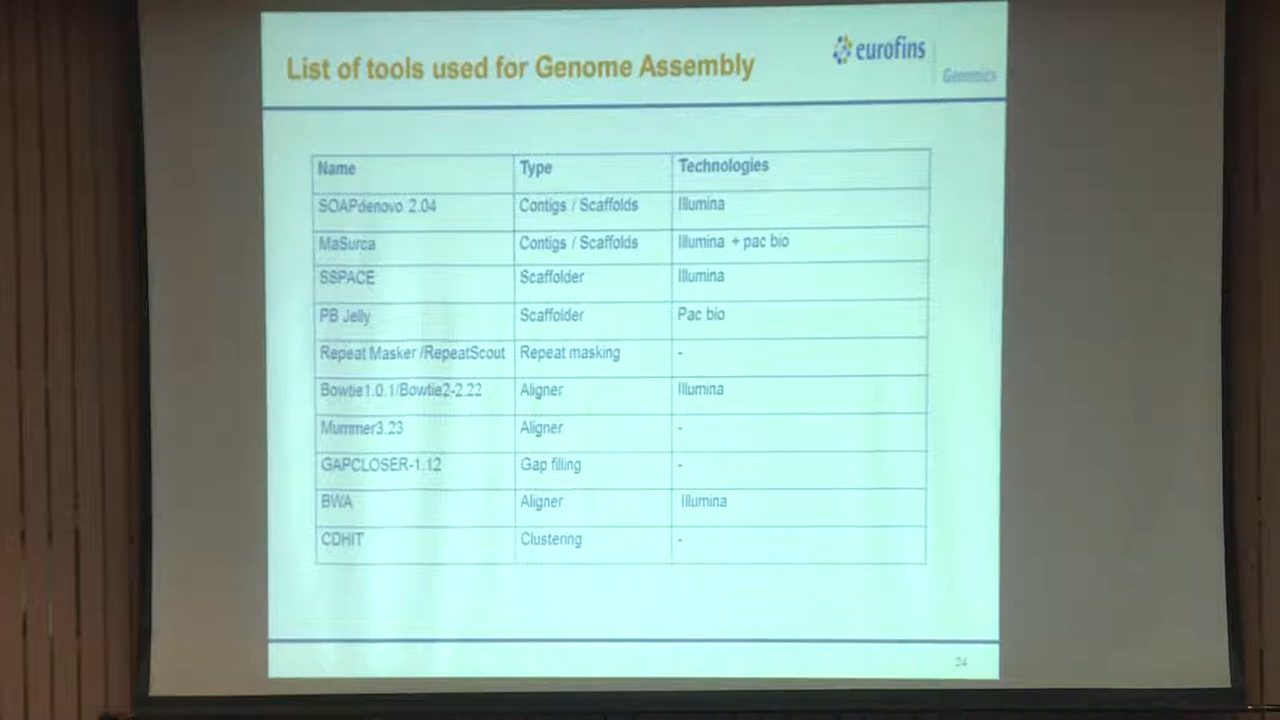 List of tools used for Genome Assembly
eurofins
Genomics
Name Type Technologies
SOAPdenovo 2.04 Contigs / Scaffolds Illumina
MaSurca Contigs / Scaffolds Illumina + pac bio
SSPACE Scaffolder Illumina
PB Jelly Scaffolder Pac bio
Repeat Masker /RepeatScout Repeat masking -
Bowtie1.0.1/Bowtie2-2.22 Aligner Illumina
Mummer3.23 Aligner -
GAPCLOSER-1.12 Gap filling -
BWA Aligner Illumina
CDHIT Clustering -
24